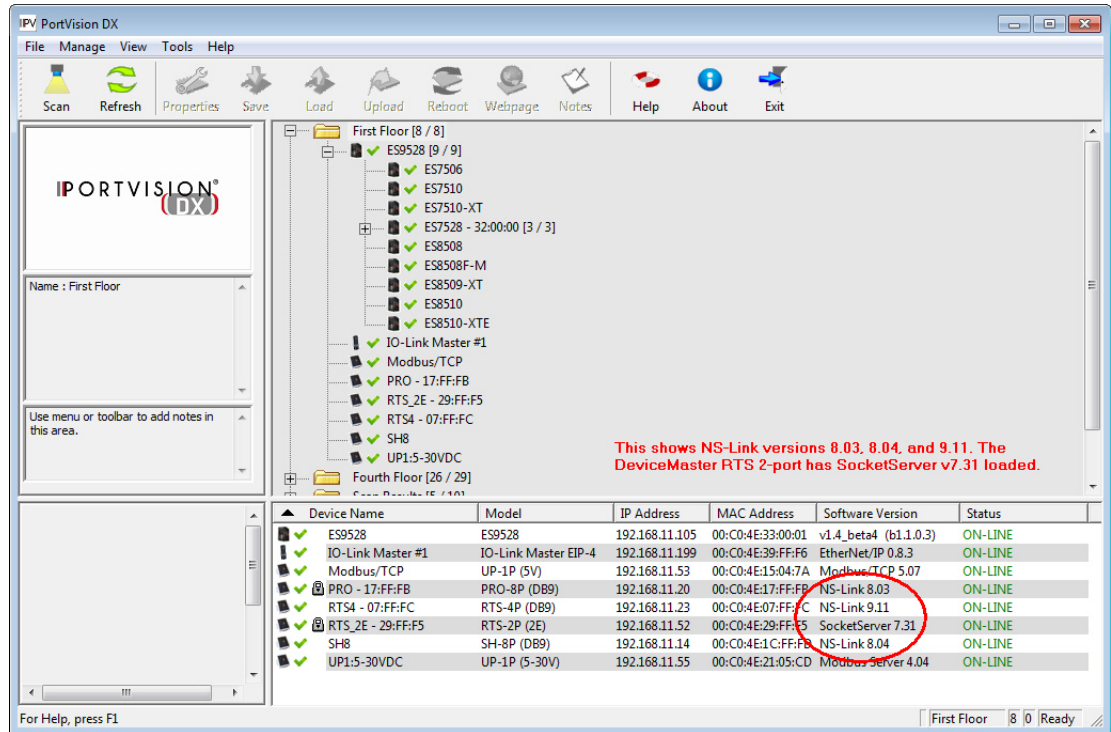 PortVision DX
File Manage View Tools Help
Scan Refresh Properties Save Load Upload Reboot Webpage Notes Help About Exit
PORTVISION®
(DX)
Name : First Floor
Use menu or toolbar to add notes in
this area.
First Floor [8 / 8]
ES9528 [9 / 9]
ES7506
ES7510
ES7510-XT
ES7528 - 32:00:00 [3 / 3]
ES8508
ES8508F-M
ES8509-XT
ES8510
ES8510-XTE
IO-Link Master #1
Modbus/TCP
PRO - 17:FF:FB
RTS_2E - 29:FF:F5
RTS4 - 07:FF:FC
SH8
UP1:5-30VDC
Fourth Floor [26 / 29]
This shows NS-Link versions 8.03, 8.04, and 9.11. The
DeviceMaster RTS 2-port has SocketServer v7.31 loaded.
Device Name Model IP Address MAC Address Software Version Status
ES9528 ES9528 192.168.11.105 00:C0:4E:33:00:01 v1.4_beta4 (b1.1.0.3) ON-LINE
IO-Link Master #1 IO-Link Master EIP-4 192.168.11.199 00:C0:4E:39:FF:F6 EtherNet/IP 0.8.3 ON-LINE
Modbus/TCP UP-1P (5V) 192.168.11.53 00:C0:4E:15:04:7A Modbus/TCP 5.07 ON-LINE
PRO - 17:FF:FB PRO-8P (DB9) 192.168.11.20 00:C0:4E:17:FF:FB NS-Link 8.03 ON-LINE
RTS4 - 07:FF:FC RTS-4P (DB9) 192.168.11.23 00:C0:4E:07:FF:FC NS-Link 9.11 ON-LINE
RTS_2E - 29:FF:F5 RTS-2P (2E) 192.168.11.52 00:C0:4E:29:FF:F5 SocketServer 7.31 ON-LINE
SH8 SH-8P (DB9) 192.168.11.14 00:C0:4E:1C:FF:FD NS-Link 8.04 ON-LINE
UP1:5-30VDC UP-1P (5-30V) 192.168.11.55 00:C0:4E:21:05:CD Modbus Server 4.04 ON-LINE
For Help, press F1
First Floor 8 0 Ready